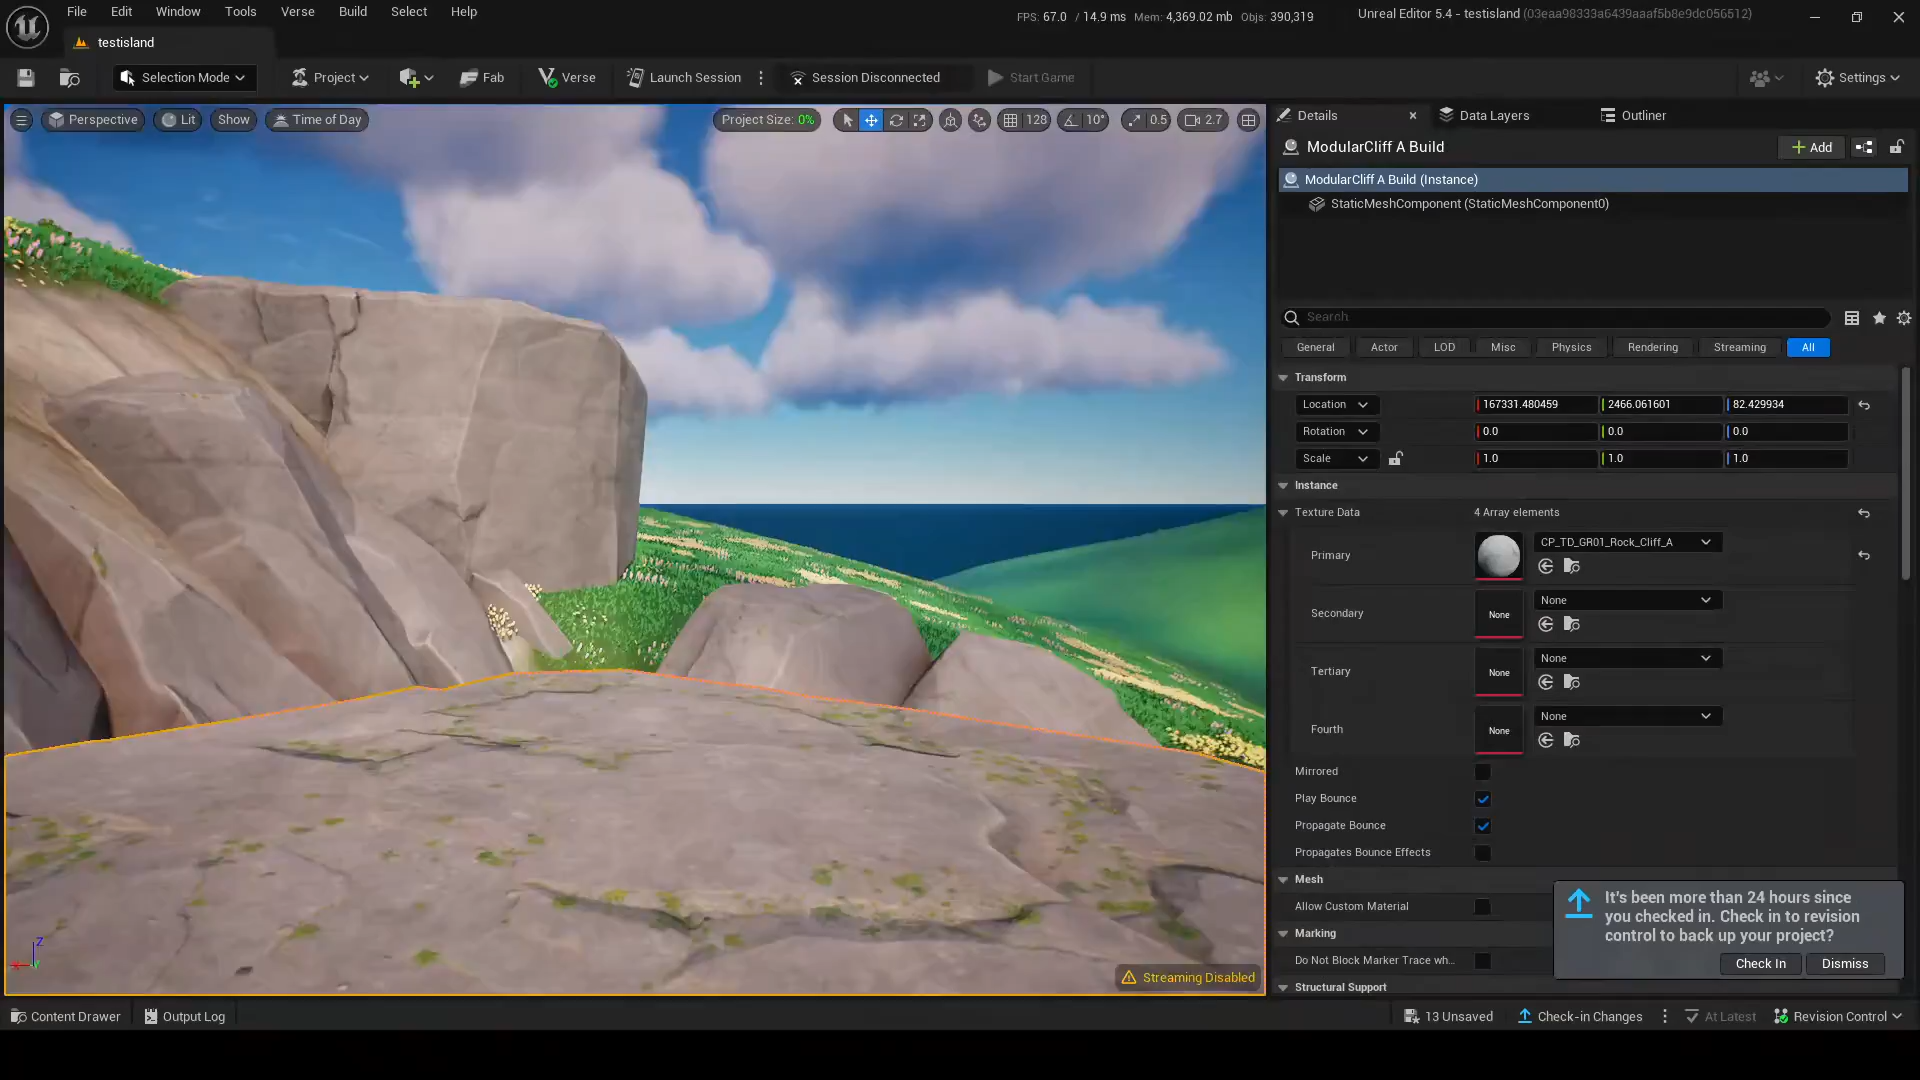 File Edit Window Tools Verse Build Select Help
FPS: 67.0 / 14.9 ms Mem: 4,369.02 mb Objs: 390,319
Unreal Editor 5.4 - testisland (03eaa98333a6439aaaf5b8e9dc056512)
testisland
Selection Mode Project Fab Verse Launch Session Session Disconnected Start Game Settings
Perspective Lit Show Time of Day Project Size: 0% 128 10° 0.5 2.7
Details Data Layers Outliner
ModularCliff A Build Add
ModularCliff A Build (Instance)
StaticMeshComponent (StaticMeshComponent0)
Search
General Actor LOD Misc Physics Rendering Streaming All
Transform
Location 167331.480459 2466.061601 82.429934
Rotation 0.0 0.0 0.0
Scale 1.0 1.0 1.0
Instance
Texture Data 4 Array elements
Primary CP_TD_GR01_Rock_Cliff_A
Secondary None None
Tertiary None None
Fourth None None
Mirrored
Play Bounce
Propagate Bounce
Propagates Bounce Effects
Mesh
Allow Custom Material
Marking
Do Not Block Marker Trace wh...
Structural Support
It's been more than 24 hours since
you checked in. Check in to revision
control to back up your project?
Check In Dismiss
Z
X
Streaming Disabled
Content Drawer Output Log 13 Unsaved Check-in Changes At Latest Revision Control